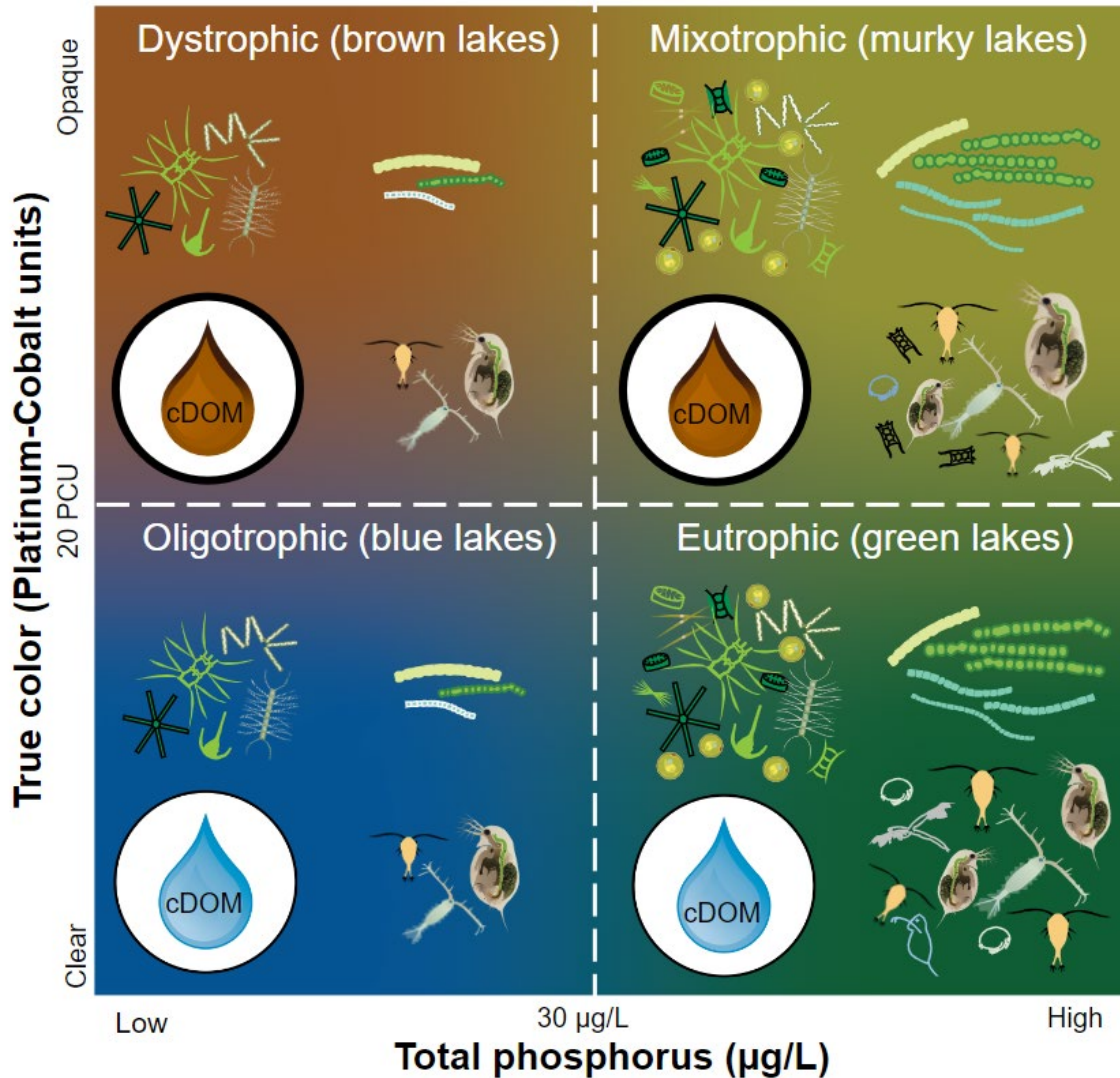 Dystrophic (brown lakes)
Mixotrophic (murky lakes)
cDOM
cDOM
Oligotrophic (blue lakes)
Eutrophic (green lakes)
cDOM
cDOM
True color (Platinum-Cobalt units)
Opaque
20 PCU
Clear
Low
30 µg/L
High
Total phosphorus (µg/L)